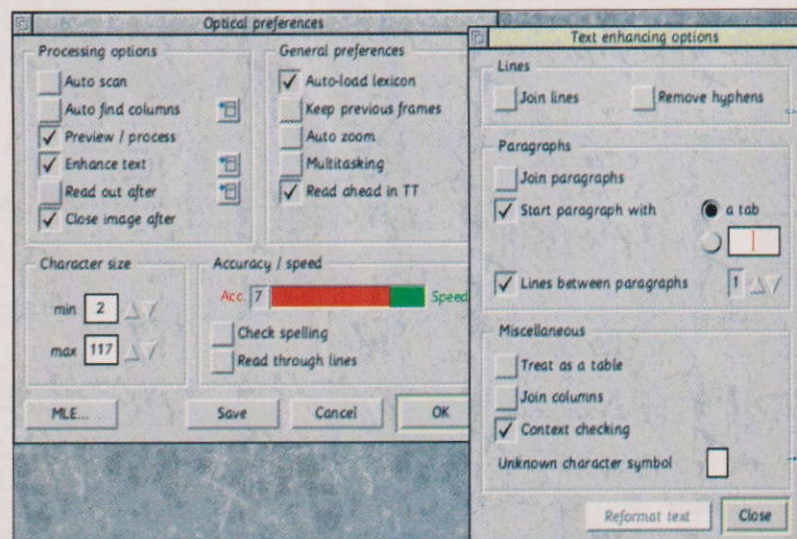 Optical preferences
Processing options
Auto scan
Auto find columns
Preview / process
Enhance text
Read out after
Close image after
General preferences
Auto-load lexicon
Keep previous frames
Auto zoom
Multitasking
Read ahead in TT
Character size
min 2
max 117
Accuracy / speed
Acc. 7 Speed
Check spelling
Read through lines
MLE... Save Cancel OK
Text enhancing options
Lines
Join lines Remove hyphens
Paragraphs
Join paragraphs
Start paragraph with a tab
Lines between paragraphs 1
Miscellaneous
Treat as a table
Join columns
Context checking
Unknown character symbol
Reformat text Close